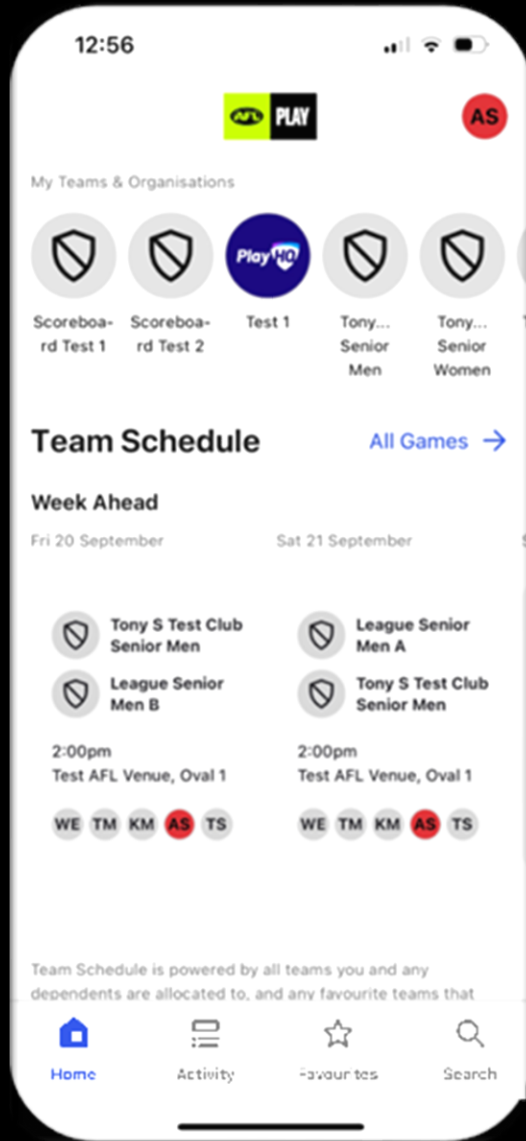 12:56
AFL PLAY
AS
My Teams & Organisations
PlayHQ
Scoreboa-
rd Test 1
Scoreboa-
rd Test 2
Test 1
Tony...
Senior
Men
Tony...
Senior
Women
Team Schedule
All Games
Week Ahead
Fri 20 September
Sat 21 September
Tony S Test Club
Senior Men
League Senior
Men B
2:00pm
Test AFL Venue, Oval 1
WE TM KM AS TS
League Senior
Men A
Tony S Test Club
Senior Men
2:00pm
Test AFL Venue, Oval 1
WE TM KM AS TS
Team Schedule is powered by all teams you and any
dependents are allocated to, and any favourite teams that
Home
Activity
Favourites
Search